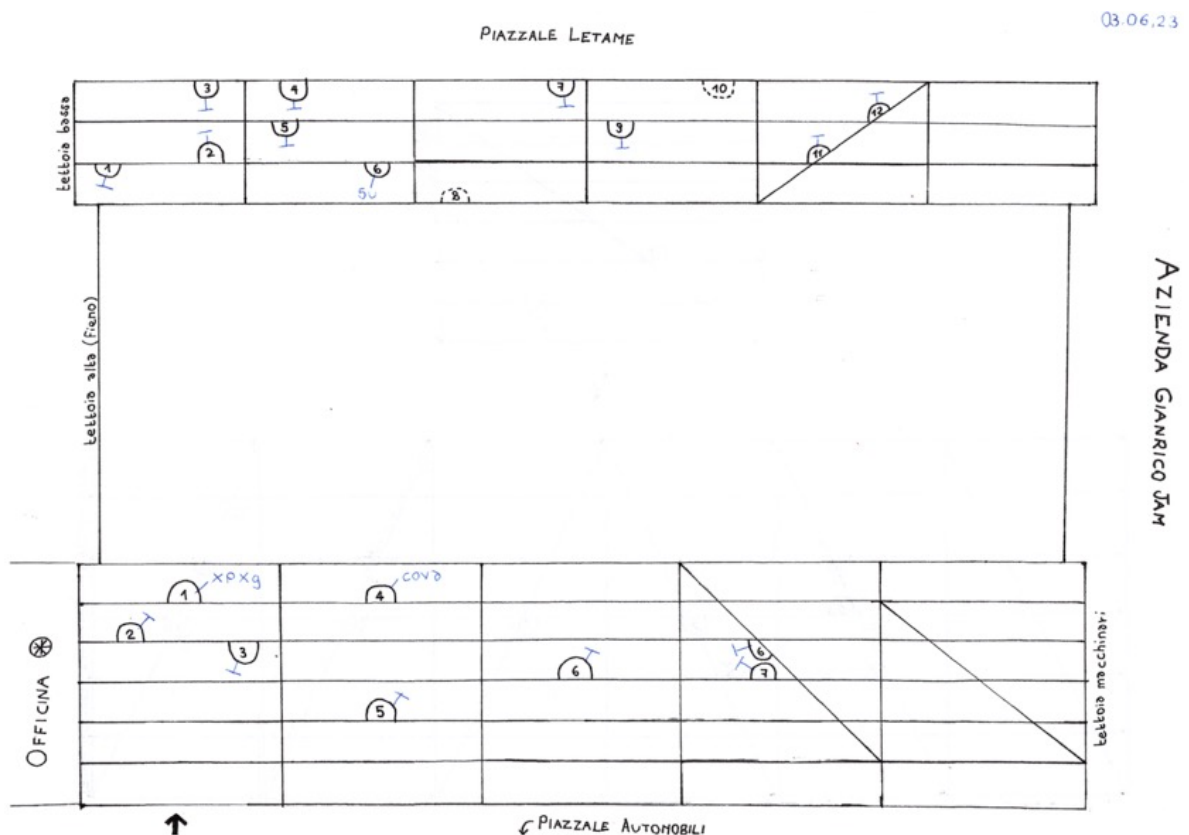 03.06.23
PIAZZALE LETAME
tettoia bassa
3
4
7
10
12
5
9
2
11
1
6
5U
8
tettoia alta (fieno)
AZIENDA GIANRICO JAM
1 xpxg
4 cova
2
3
6
6
7
5
OFFICINA
tettoia macchinari
PIAZZALE AUTOMOBILI